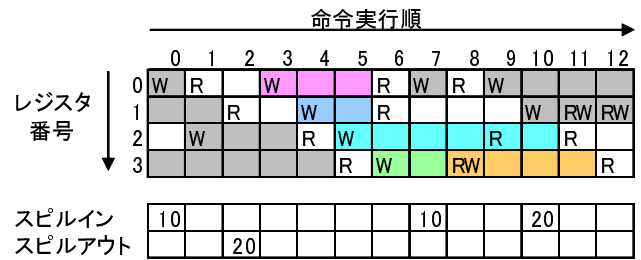 命令実行順
0 1 2 3 4 5 6 7 8 9 10 11 12
レジスタ
番号
0 W R W R W R W
1 R W R W RW RW
2 W R W R R
3 R W RW R
スピルイン 10 10 20
スピルアウト 20